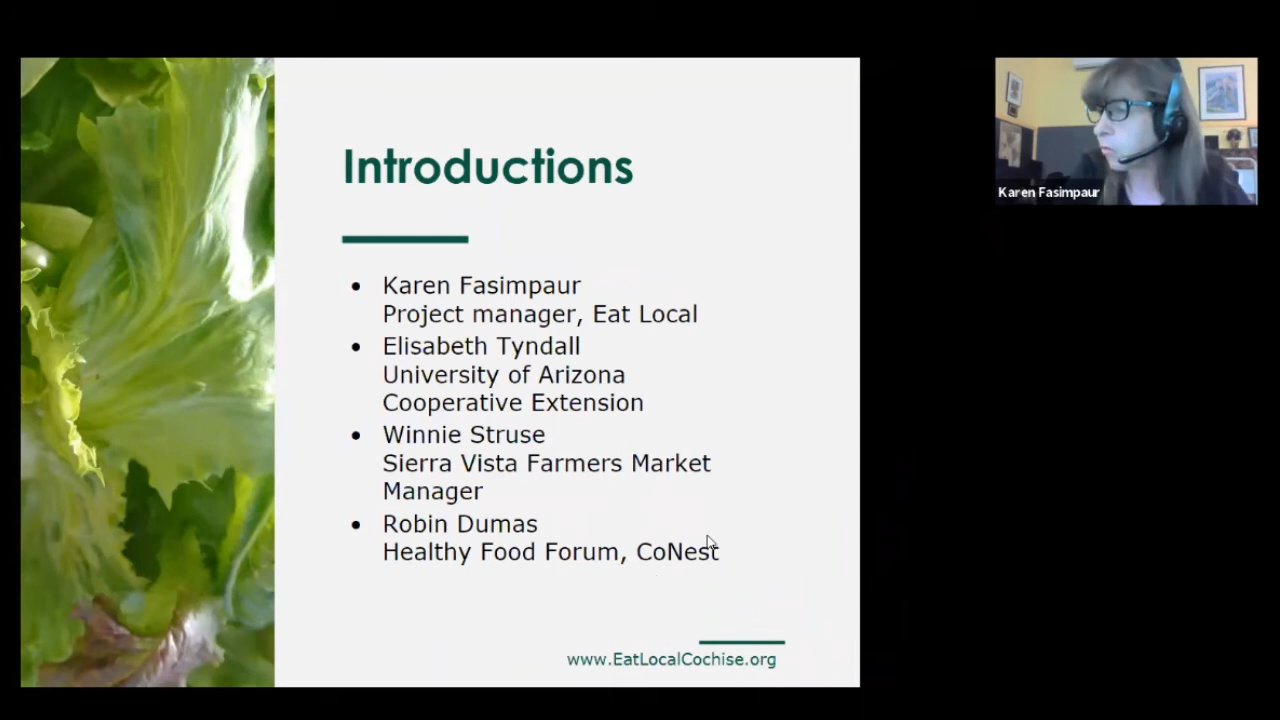 Introductions
Karen Fasimpaur
Project manager, Eat Local
Elisabeth Tyndall
University of Arizona
Cooperative Extension
Winnie Struse
Sierra Vista Farmers Market
Manager
Robin Dumas
Healthy Food Forum, CoNest
www.EatLocalCochise.org
Karen Fasimpaur